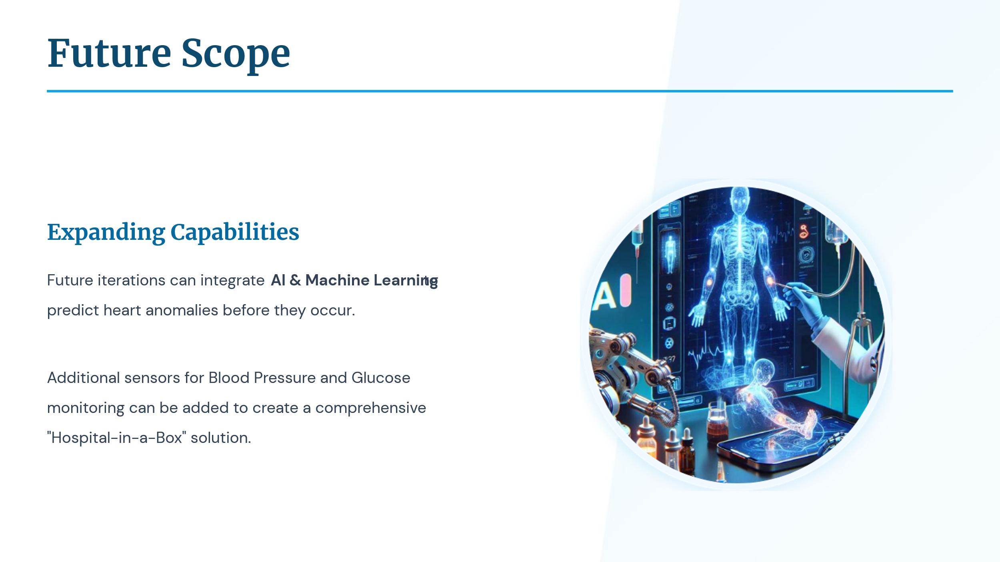 Future Scope
Expanding Capabilities
Future iterations can integrate AI & Machine Learning to
predict heart anomalies before they occur.
Additional sensors for Blood Pressure and Glucose
monitoring can be added to create a comprehensive
"Hospital-in-a-Box" solution.
AI